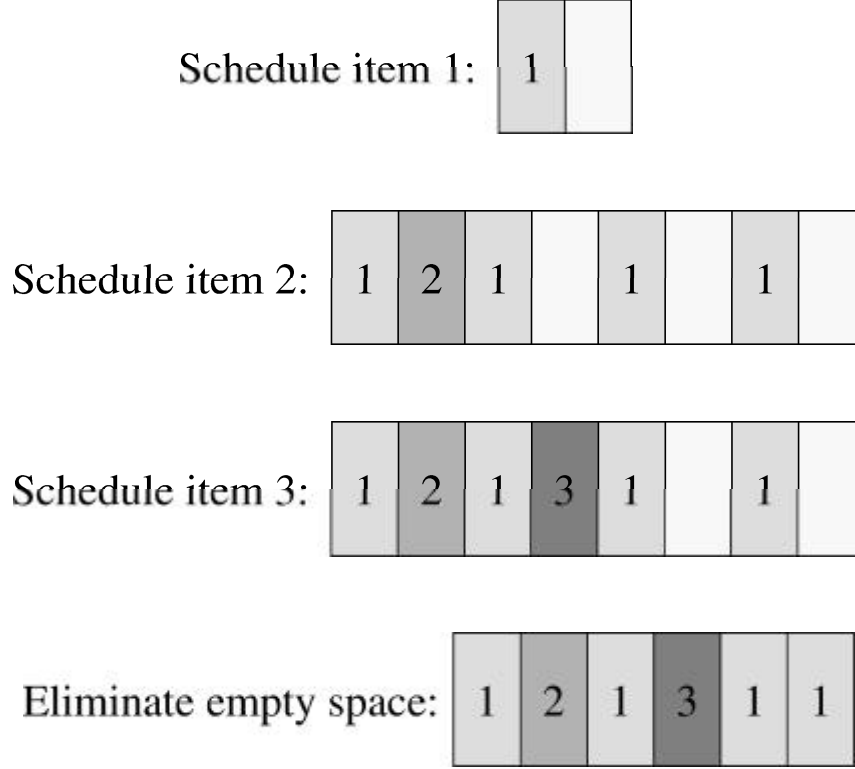 Schedule item 1: 1
Schedule item 2: 1 2 1 1 1
Schedule item 3: 1 2 1 3 1 1
Eliminate empty space: 1 2 1 3 1 1